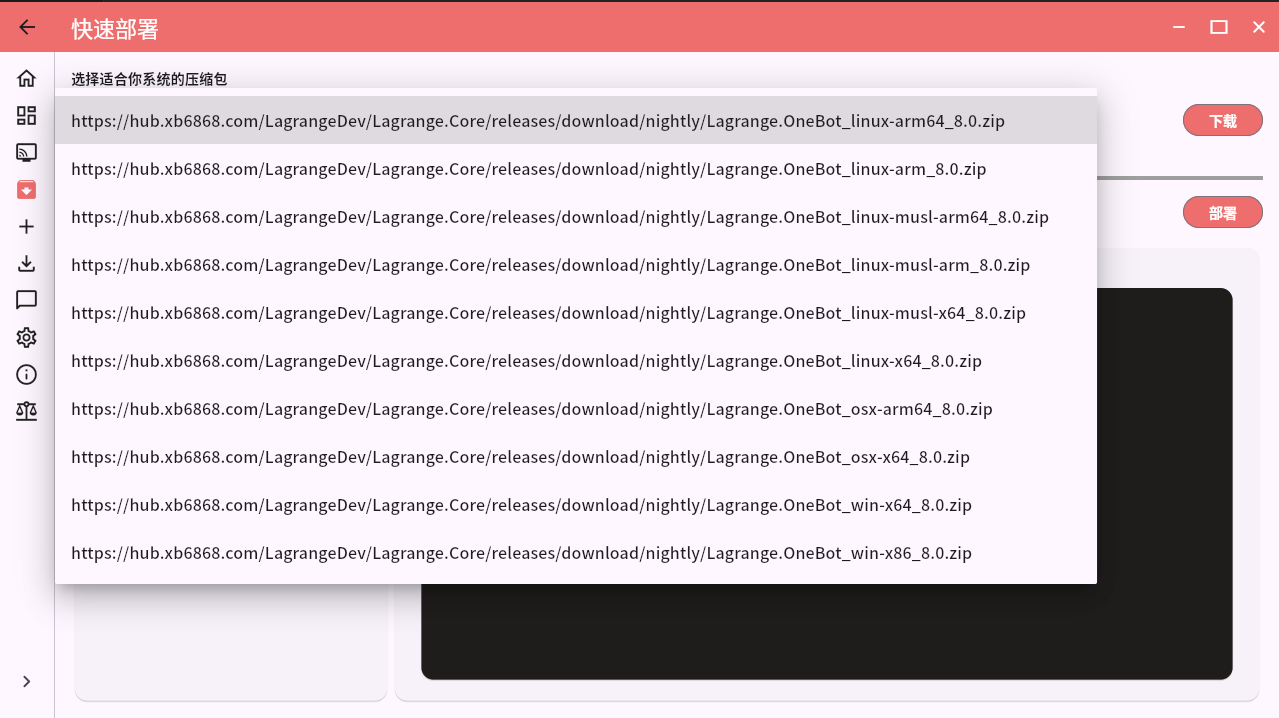 快速部署
选择适合你系统的压缩包
https://hub.xb6868.com/LagrangeDev/Lagrange.Core/releases/download/nightly/Lagrange.OneBot_linux-arm64_8.0.zip
下载
https://hub.xb6868.com/LagrangeDev/Lagrange.Core/releases/download/nightly/Lagrange.OneBot_linux-arm_8.0.zip
https://hub.xb6868.com/LagrangeDev/Lagrange.Core/releases/download/nightly/Lagrange.OneBot_linux-musl-arm64_8.0.zip
部署
https://hub.xb6868.com/LagrangeDev/Lagrange.Core/releases/download/nightly/Lagrange.OneBot_linux-musl-arm_8.0.zip
https://hub.xb6868.com/LagrangeDev/Lagrange.Core/releases/download/nightly/Lagrange.OneBot_linux-musl-x64_8.0.zip
https://hub.xb6868.com/LagrangeDev/Lagrange.Core/releases/download/nightly/Lagrange.OneBot_linux-x64_8.0.zip
https://hub.xb6868.com/LagrangeDev/Lagrange.Core/releases/download/nightly/Lagrange.OneBot_osx-arm64_8.0.zip
https://hub.xb6868.com/LagrangeDev/Lagrange.Core/releases/download/nightly/Lagrange.OneBot_osx-x64_8.0.zip
https://hub.xb6868.com/LagrangeDev/Lagrange.Core/releases/download/nightly/Lagrange.OneBot_win-x64_8.0.zip
https://hub.xb6868.com/LagrangeDev/Lagrange.Core/releases/download/nightly/Lagrange.OneBot_win-x86_8.0.zip